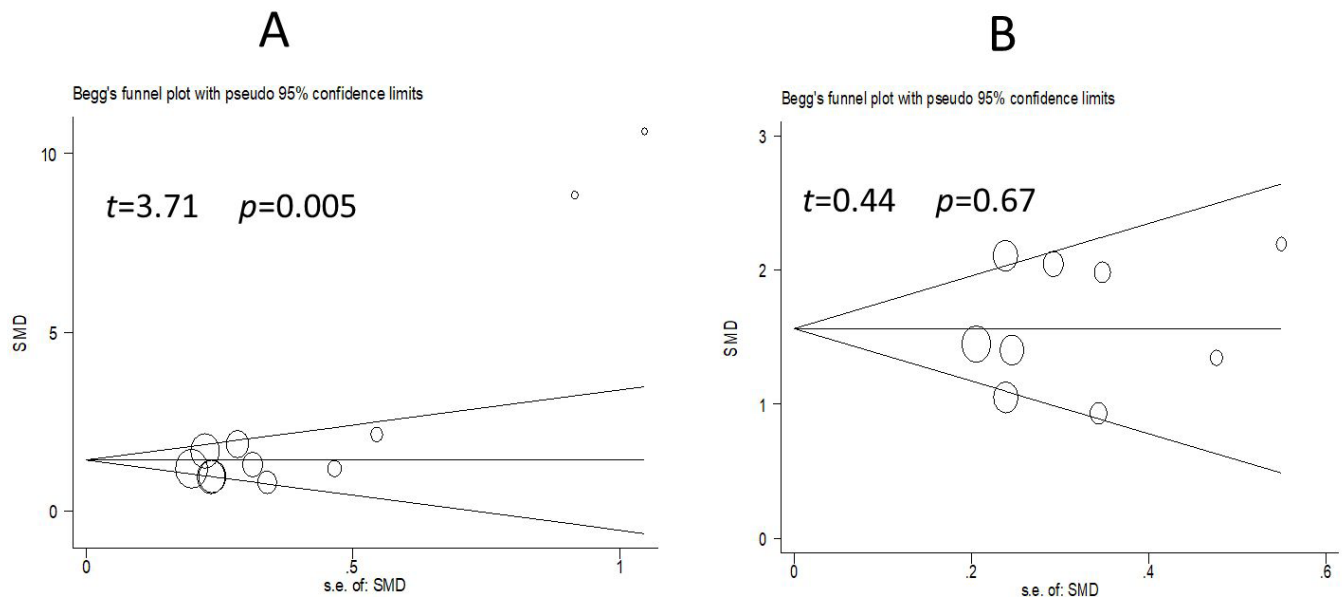 A
Begg's funnel plot with pseudo 95% confidence limits
t=3.71 p=0.005
SMD
10
5
0
0 .5 1
s.e. of: SMD
B
Begg's funnel plot with pseudo 95% confidence limits
t=0.44 p=0.67
SMD
3
2
1
0
0 .2 .4 .6
s.e. of: SMD